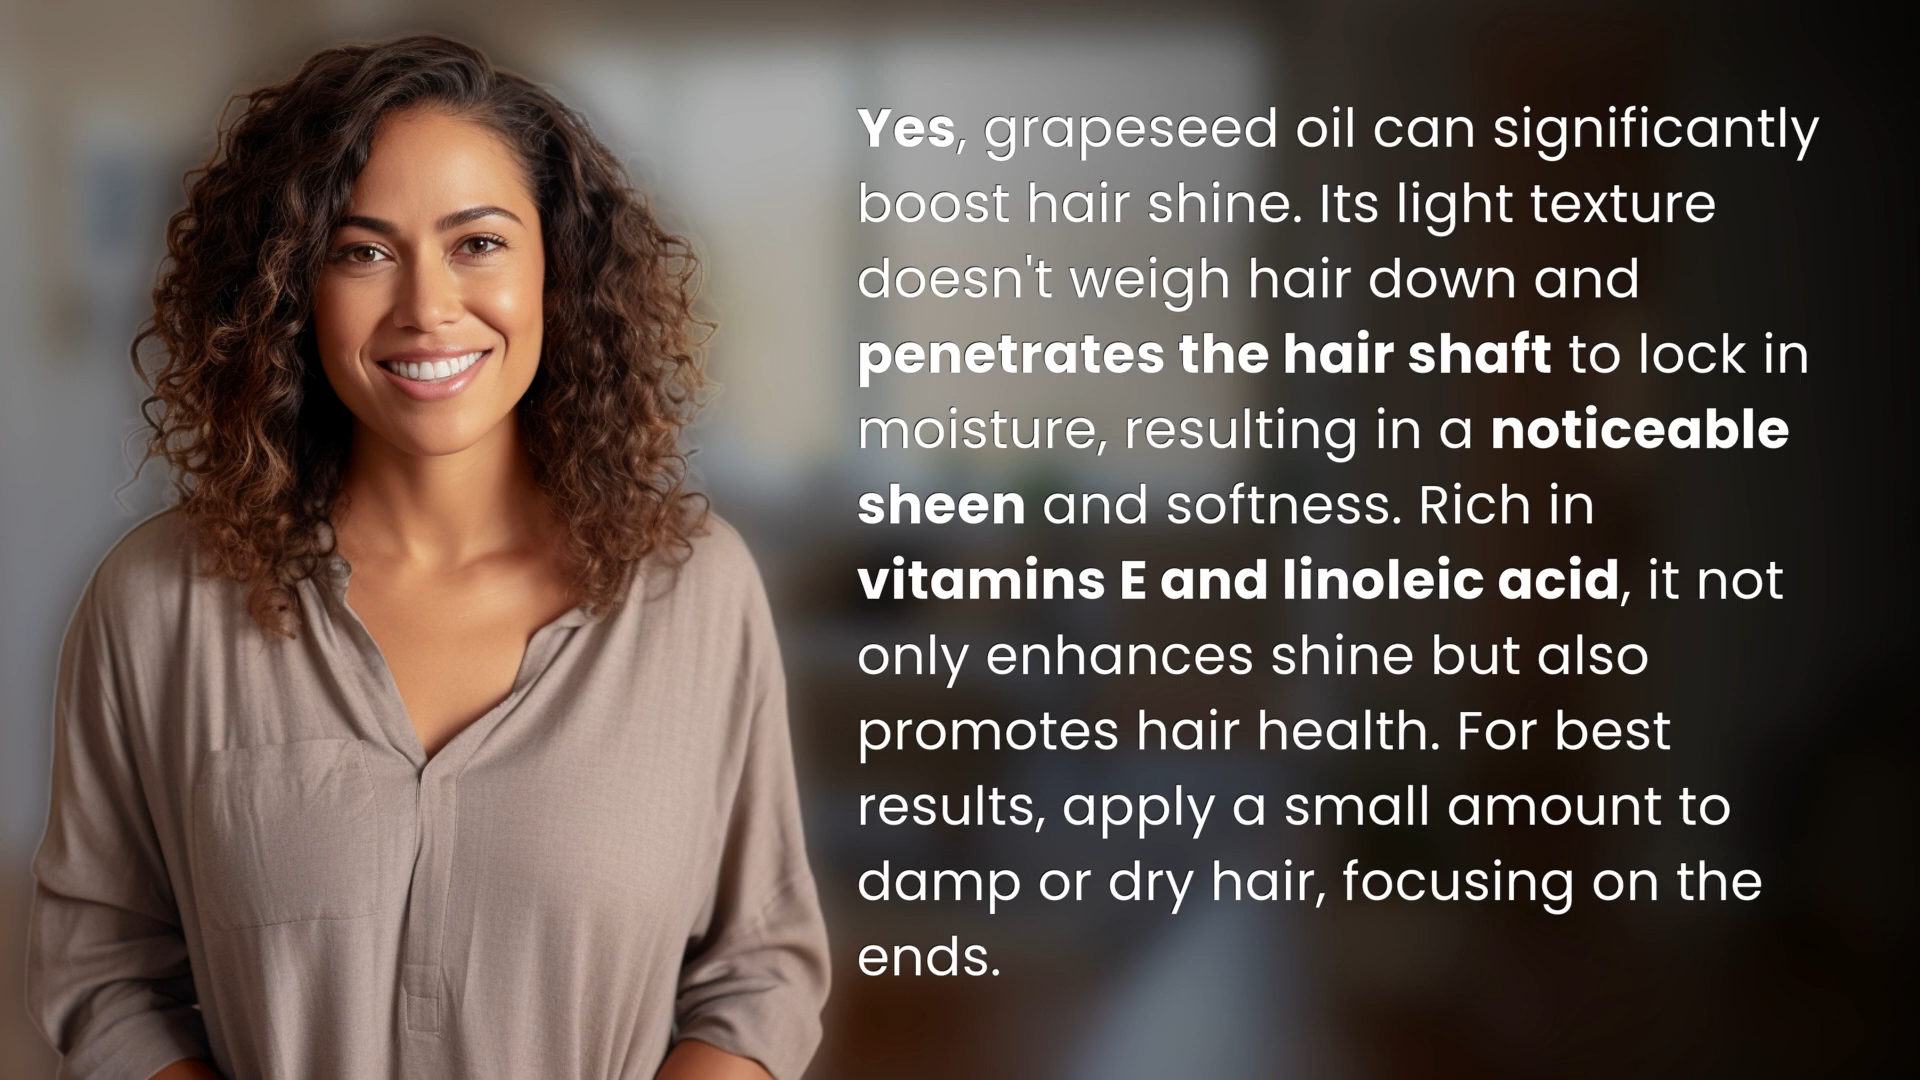 Yes, grapeseed oil can significantly
boost hair shine. Its light texture
doesn't weigh hair down and
penetrates the hair shaft to lock in
moisture, resulting in a noticeable
sheen and softness. Rich in
vitamins E and linoleic acid, it not
only enhances shine but also
promotes hair health. For best
results, apply a small amount to
damp or dry hair, focusing on the
ends.